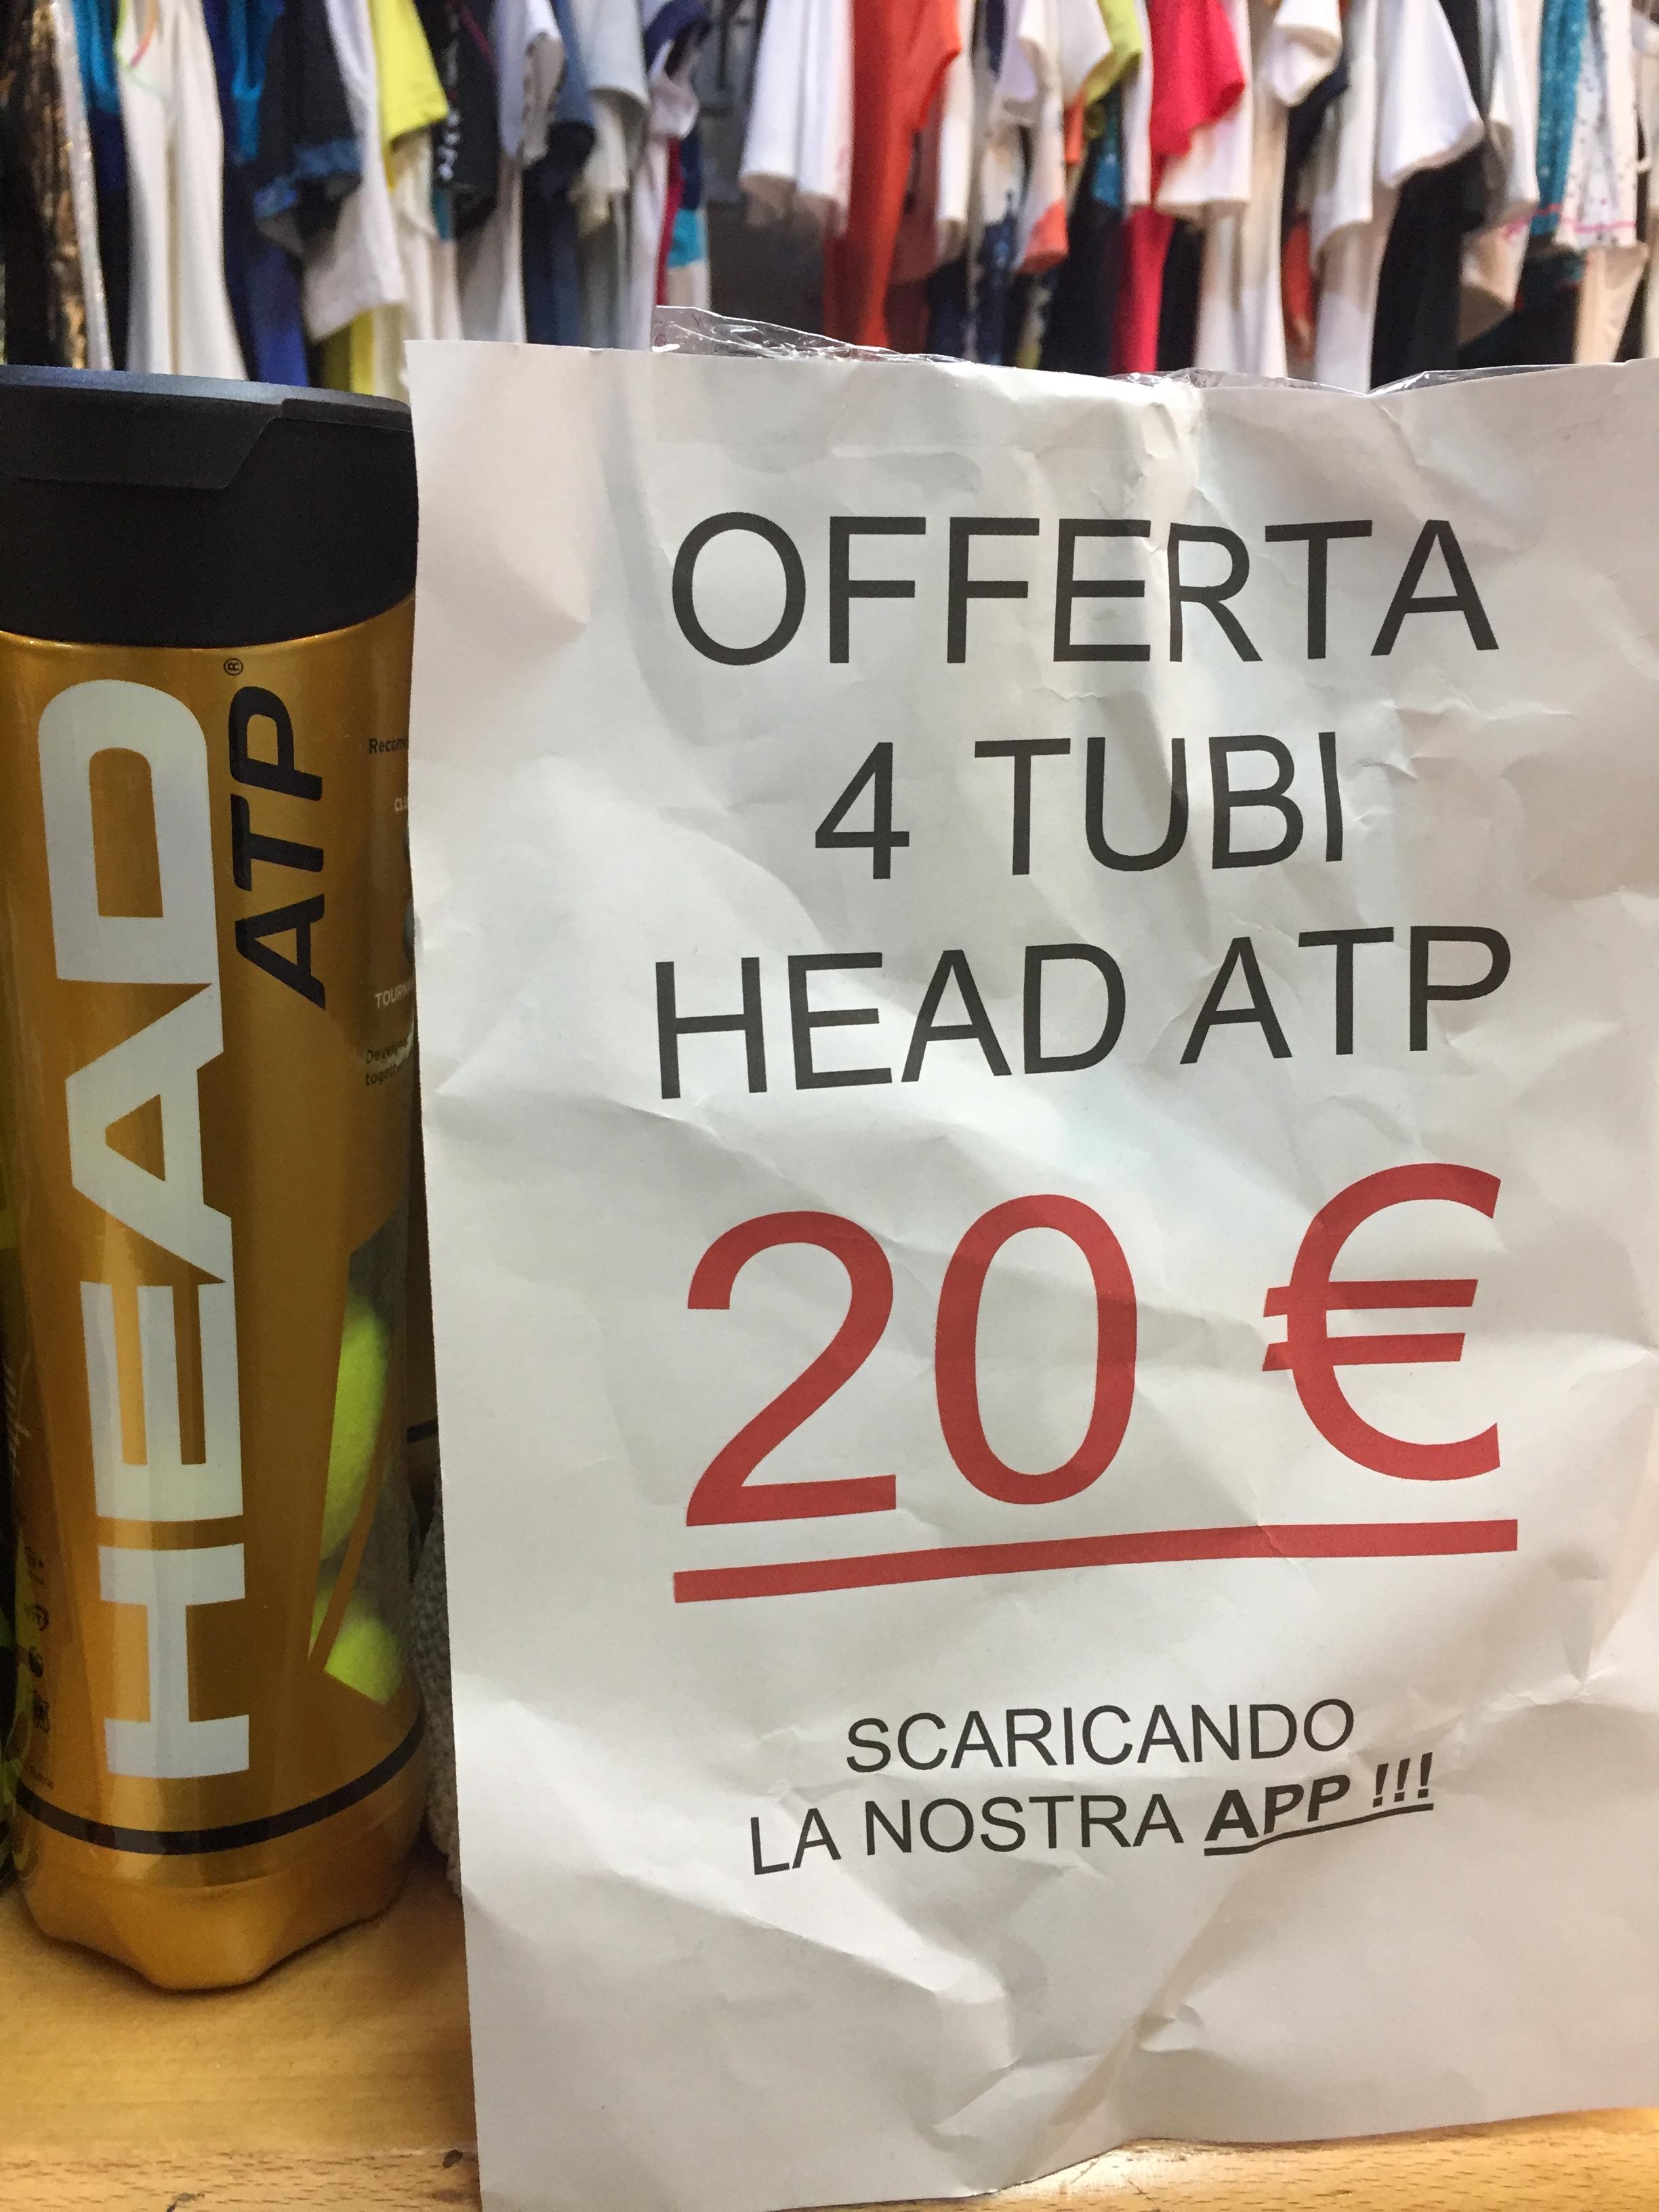 HEAD
ATP®
OFFERTA
4 TUBI
HEAD ATP
20 €
SCARICANDO
LA NOSTRA APP !!!